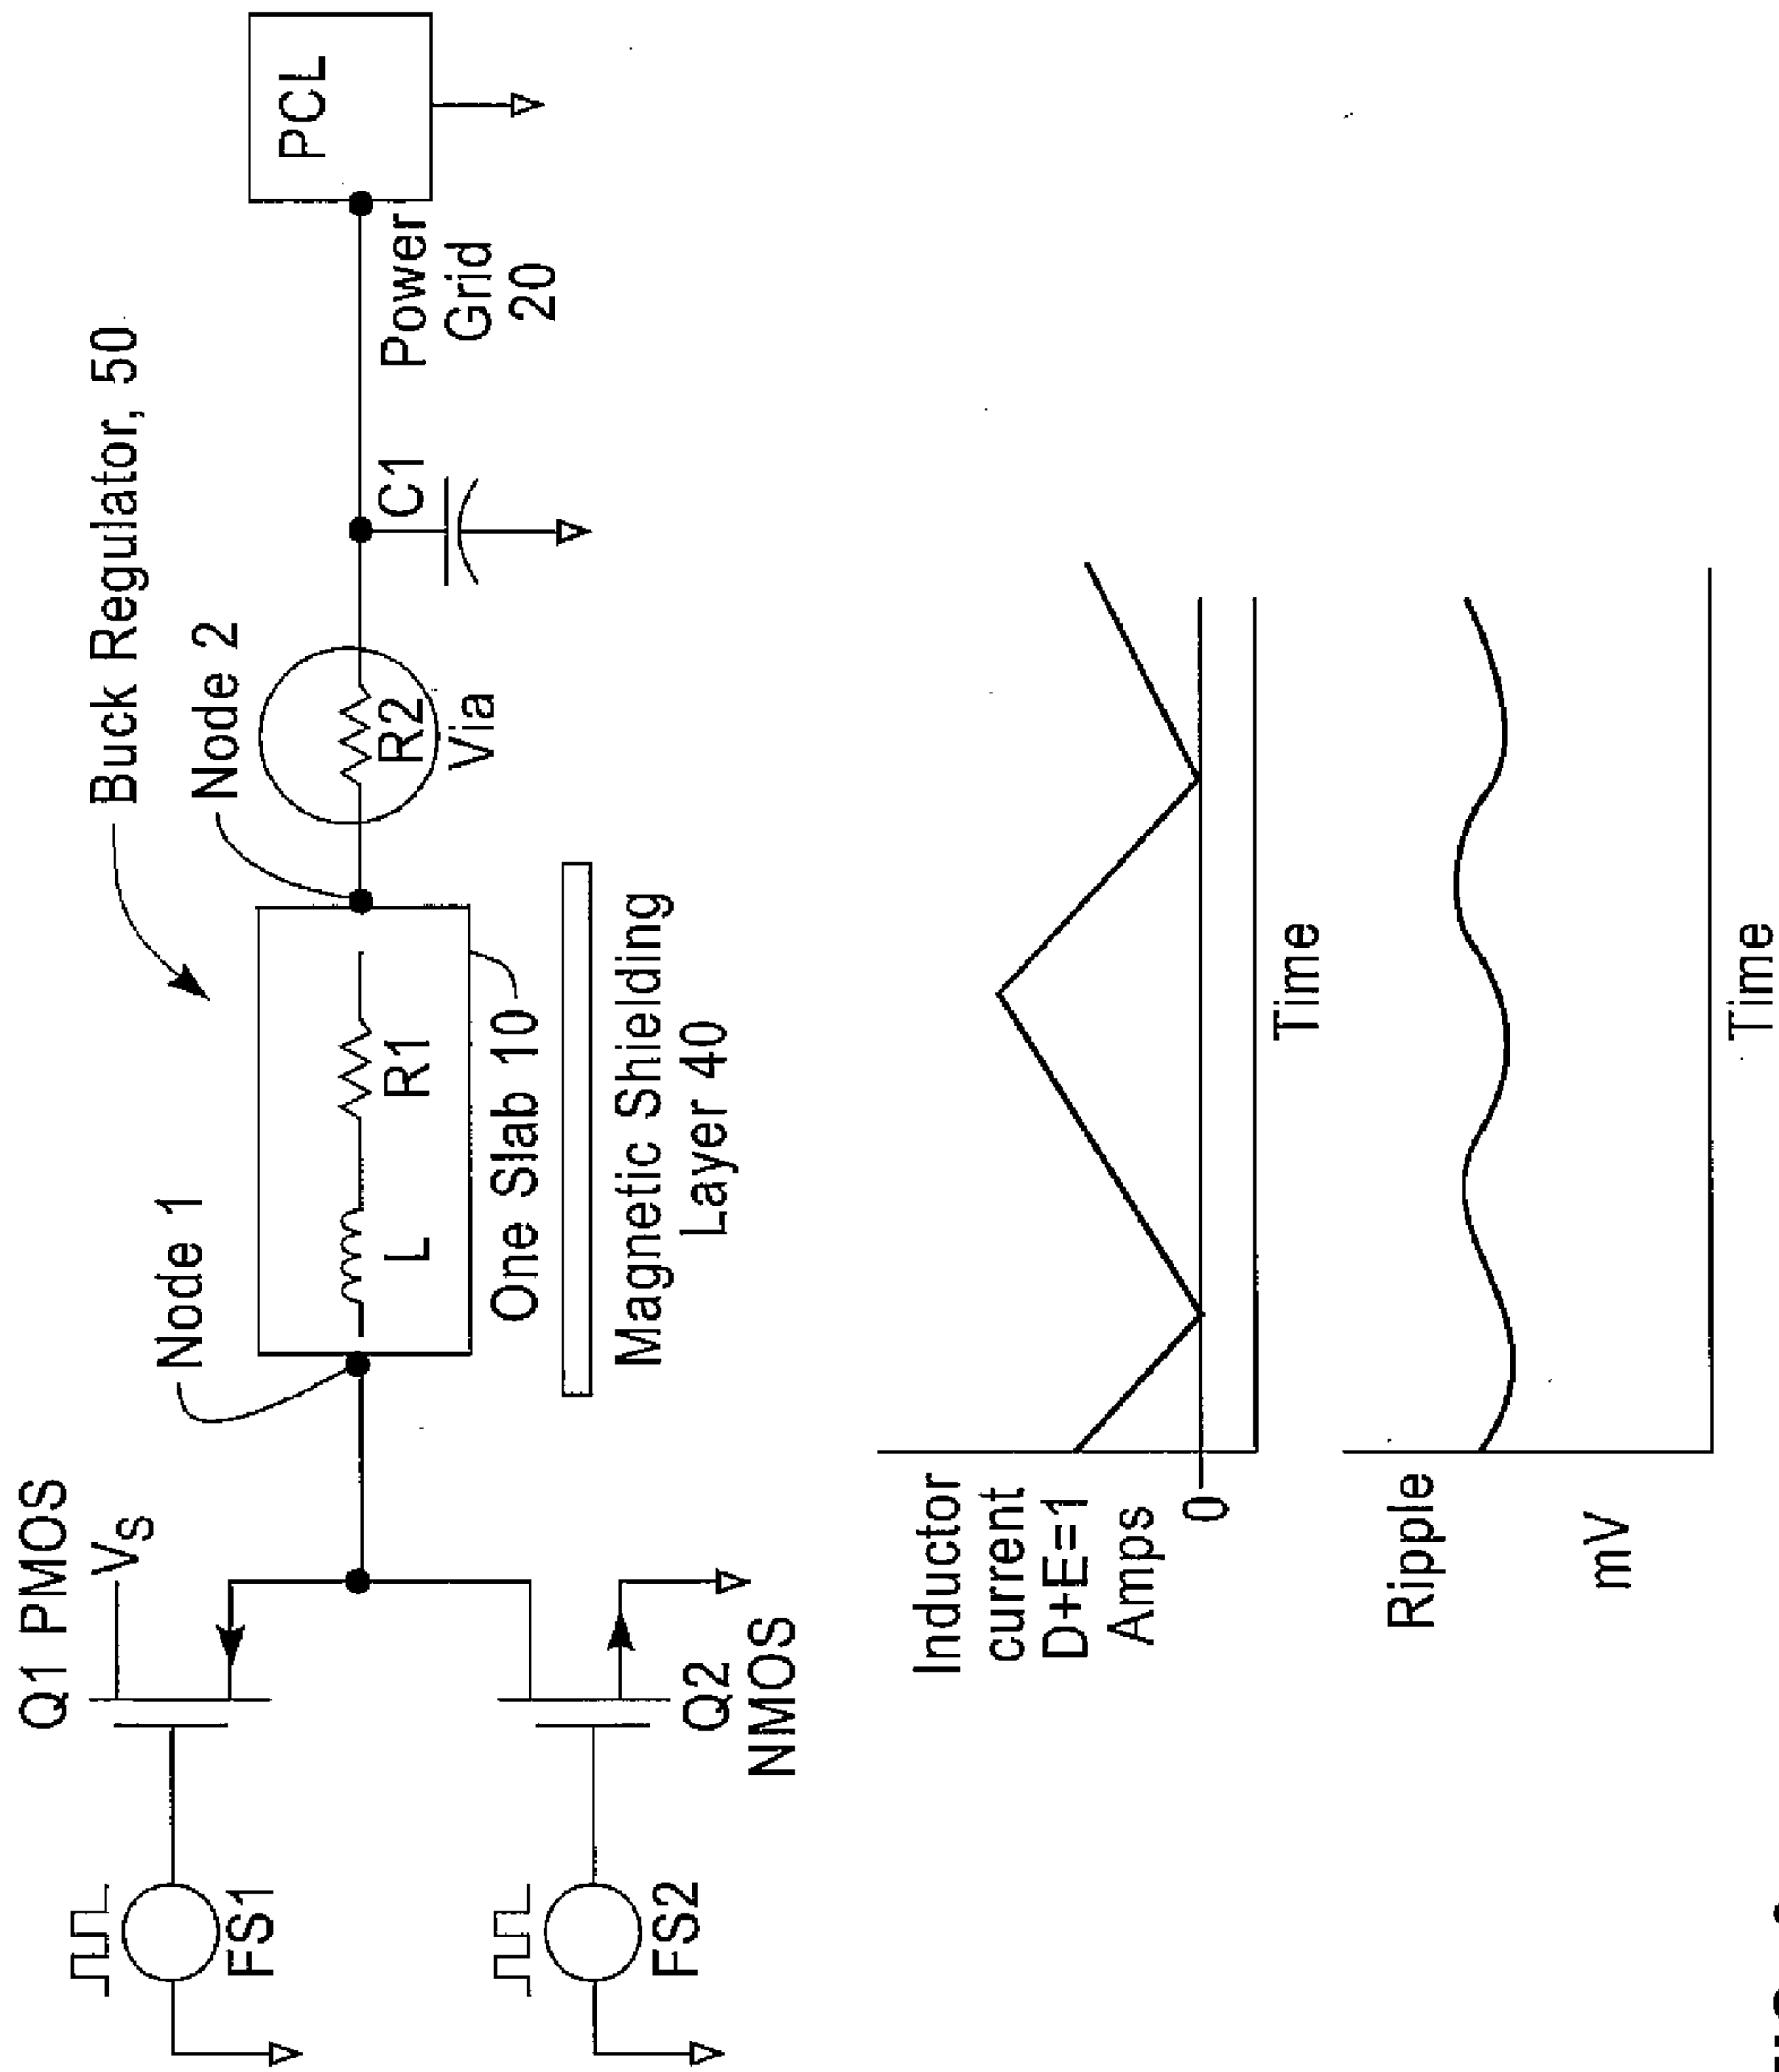 Buck Regulator, 50
Q1 PMOS
VS
Node 1
Node 2
L
R1
R2
Via
C1
Power
Grid
20
PCL
One Slab 10
Magnetic Shielding
Layer 40
FS1
FS2
Q2
NMOS
Inductor
current
D+E=1
Amps
0
Time
Ripple
mV
Time